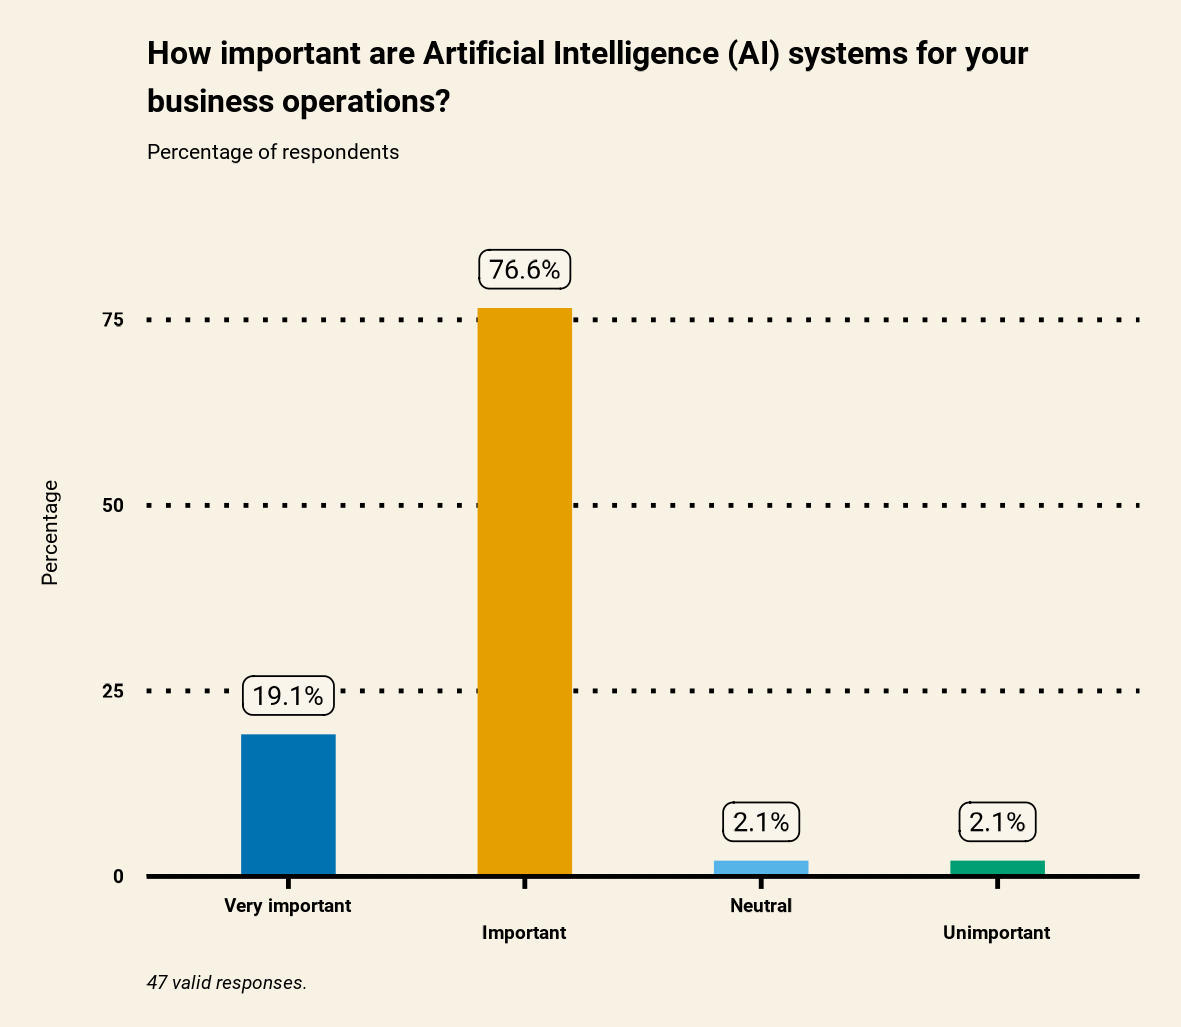 How important are Artificial Intelligence (AI) systems for your
business operations?
Percentage of respondents
76.6%
75
50
Percentage
25
19.1%
2.1%
2.1%
0
Very important
Neutral
Important
Unimportant
47 valid responses.